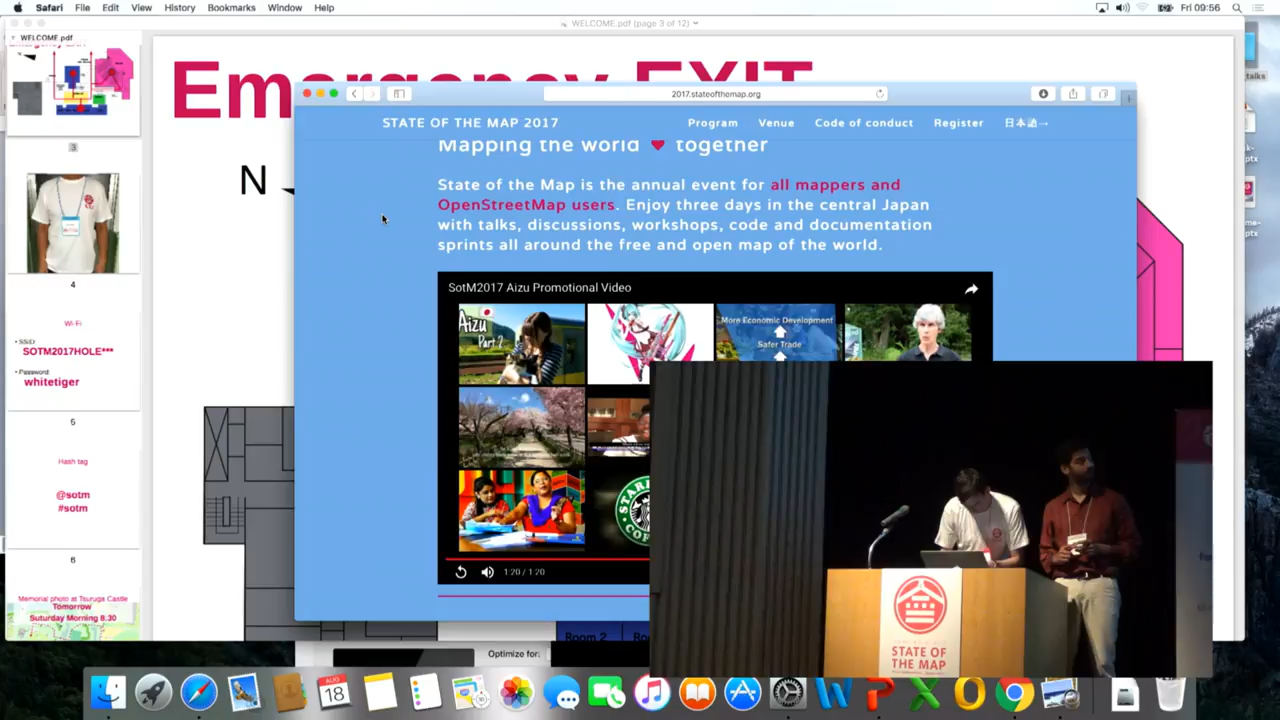 Safari File Edit View History Bookmarks Window Help
Fri 09:56
WELCOME.pdf (page 3 of 12)
WELCOME.pdf
3
4
Wi-Fi
• SSID:
SOTM2017HOLE***
• Password:
whitetiger
5
Hash tag
@sotm
#sotm
6
Memorial photo at Tsuruga Castle
Tomorrow
Suturday Morning 8:30
Emergency EXIT
N
2017.stateofthemap.org
STATE OF THE MAP 2017
Program Venue Code of conduct Register 日本語→
Mapping the world together
State of the Map is the annual event for all mappers and
OpenStreetMap users. Enjoy three days in the central Japan
with talks, discussions, workshops, code and documentation
sprints all around the free and open map of the world.
SotM2017 Aizu Promotional Video
Aizu
Part 2
More Economic Development
Safer Trade
1:20 / 1:20
Room 2
Optimize for:
talks
STATE OF
THE MAP
AUG
18